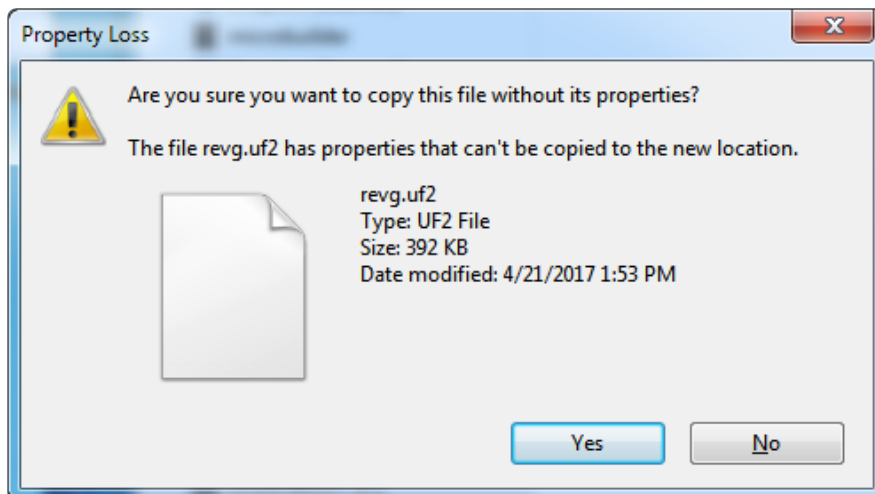 Property Loss
Are you sure you want to copy this file without its properties?
The file revg.uf2 has properties that can't be copied to the new location.
revg.uf2
Type: UF2 File
Size: 392 KB
Date modified: 4/21/2017 1:53 PM
Yes
No